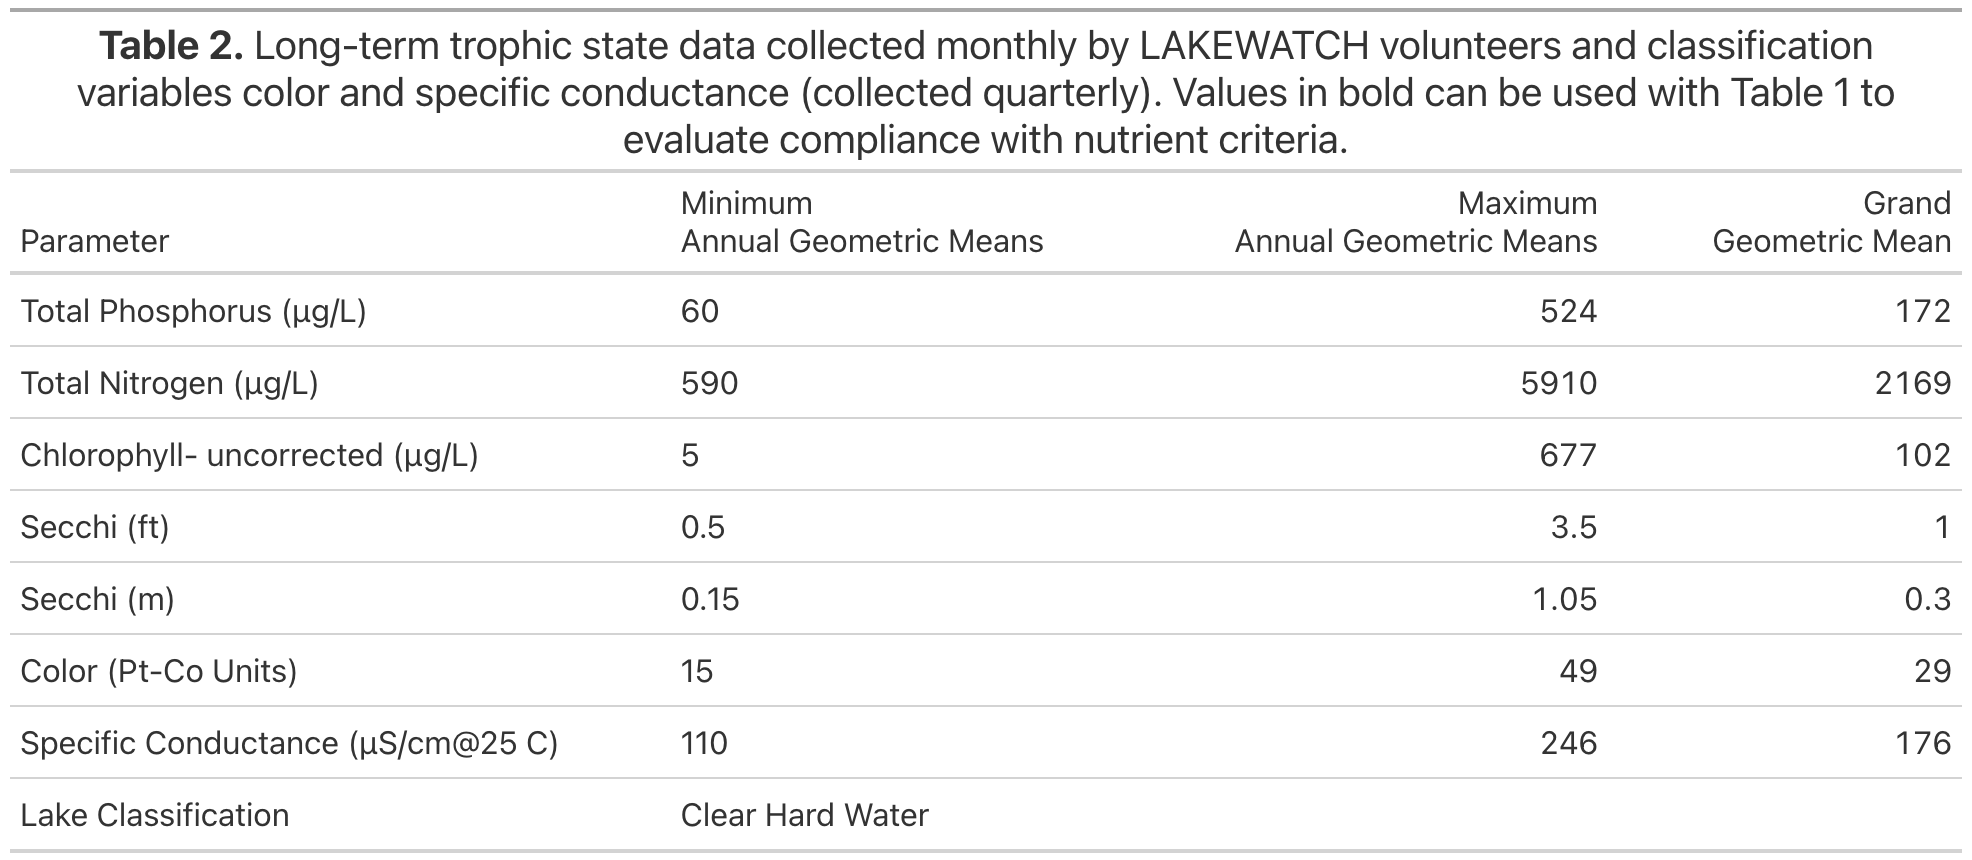 Table 2. Long-term trophic state data collected monthly by LAKEWATCH volunteers and classification
variables color and specific conductance (collected quarterly). Values in bold can be used with Table 1 to
evaluate compliance with nutrient criteria.
Parameter Minimum Annual Geometric Means Maximum Annual Geometric Means Grand Geometric Mean
Total Phosphorus (µg/L) 60 524 172
Total Nitrogen (µg/L) 590 5910 2169
Chlorophyll- uncorrected (µg/L) 5 677 102
Secchi (ft) 0.5 3.5 1
Secchi (m) 0.15 1.05 0.3
Color (Pt-Co Units) 15 49 29
Specific Conductance (µS/cm@25 C) 110 246 176
Lake Classification Clear Hard Water